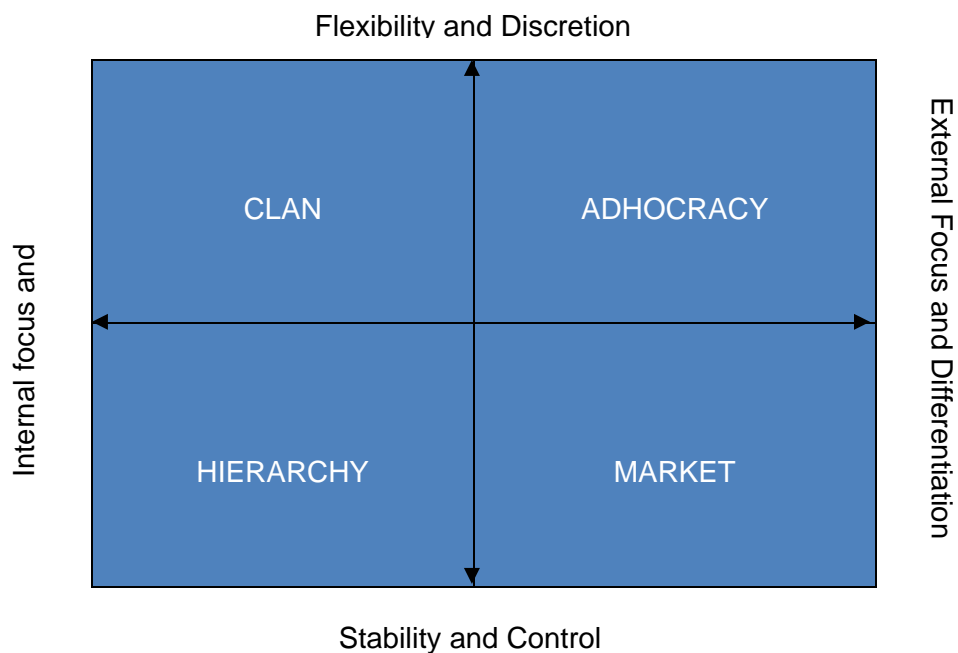 Flexibility and Discretion
CLAN
ADHOCRACY
Internal focus and
External Focus and Differentiation
HIERARCHY
MARKET
Stability and Control